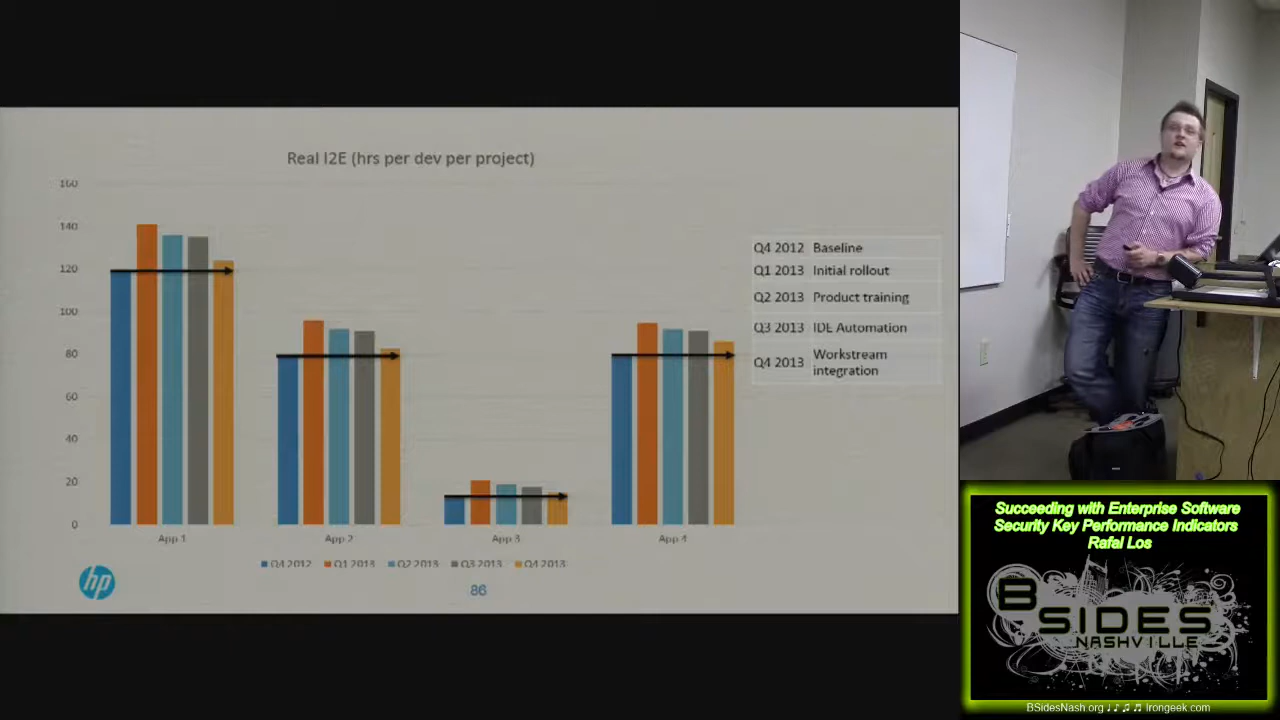 Real I2E (hrs per dev per project)
160
140
120
100
80
60
40
20
0
App 1
App 2
App 3
App 4
Q4 2012 Q1 2013 Q2 2013 Q3 2013 Q4 2013
Q4 2012 Baseline
Q1 2013 Initial rollout
Q2 2013 Product training
Q3 2013 IDE Automation
Q4 2013 Workstream
integration
hp
86
Succeeding with Enterprise Software
Security Key Performance Indicators
Rafal Los
BSIDES
NASHVILLE
BSidesNash.org ♩♪♫♬ Irongeek.com